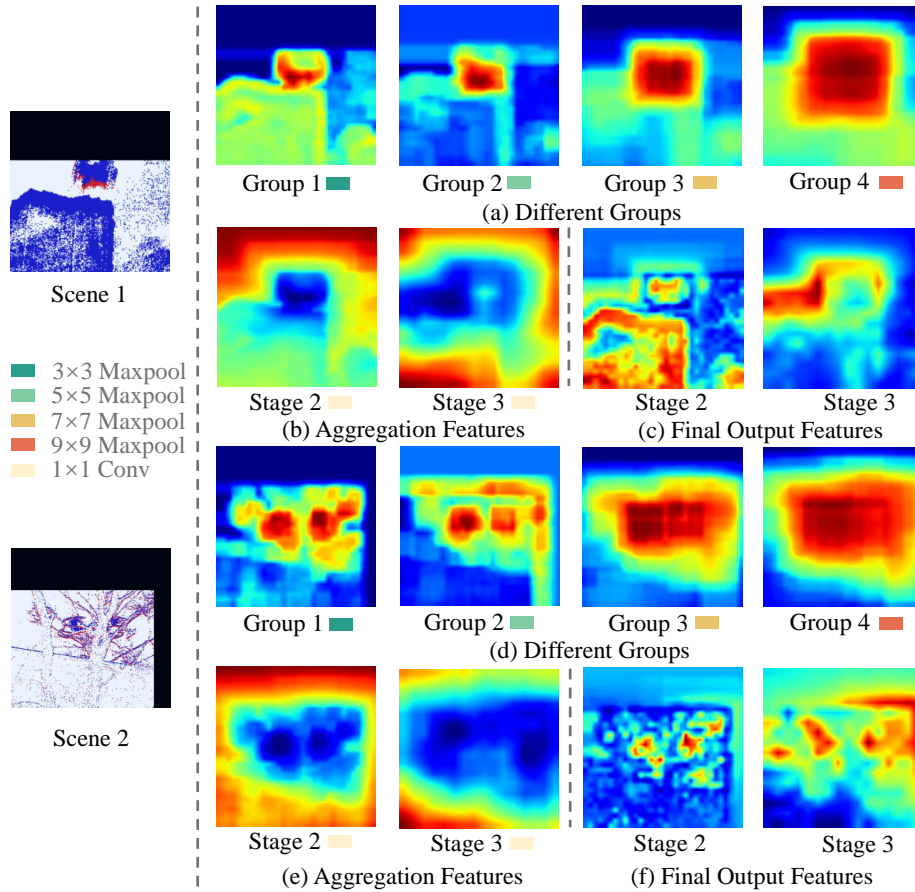 Group 1
Group 2
Group 3
Group 4
(a) Different Groups
Scene 1
3×3 Maxpool
5×5 Maxpool
7×7 Maxpool
9×9 Maxpool
1×1 Conv
Stage 2
Stage 3
Stage 2
Stage 3
(b) Aggregation Features
(c) Final Output Features
Group 1
Group 2
Group 3
Group 4
(d) Different Groups
Scene 2
Stage 2
Stage 3
Stage 2
Stage 3
(e) Aggregation Features
(f) Final Output Features